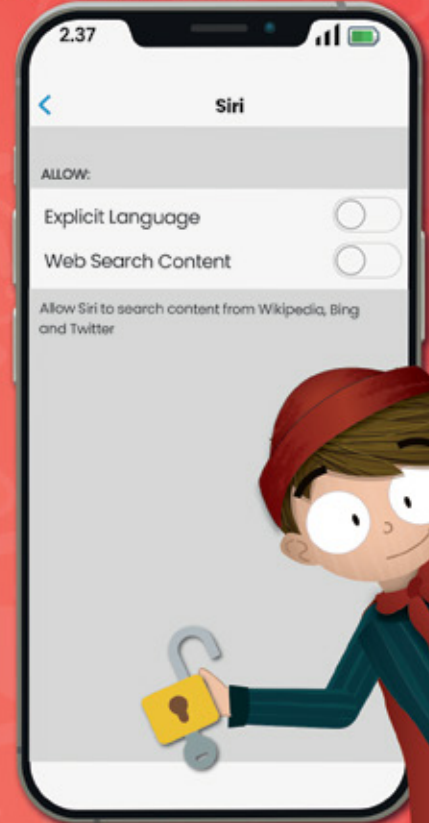 2.37
Siri
ALLOW:
Explicit Language
Web Search Content
Allow Siri to search content from Wikipedia, Bing
and Twitter